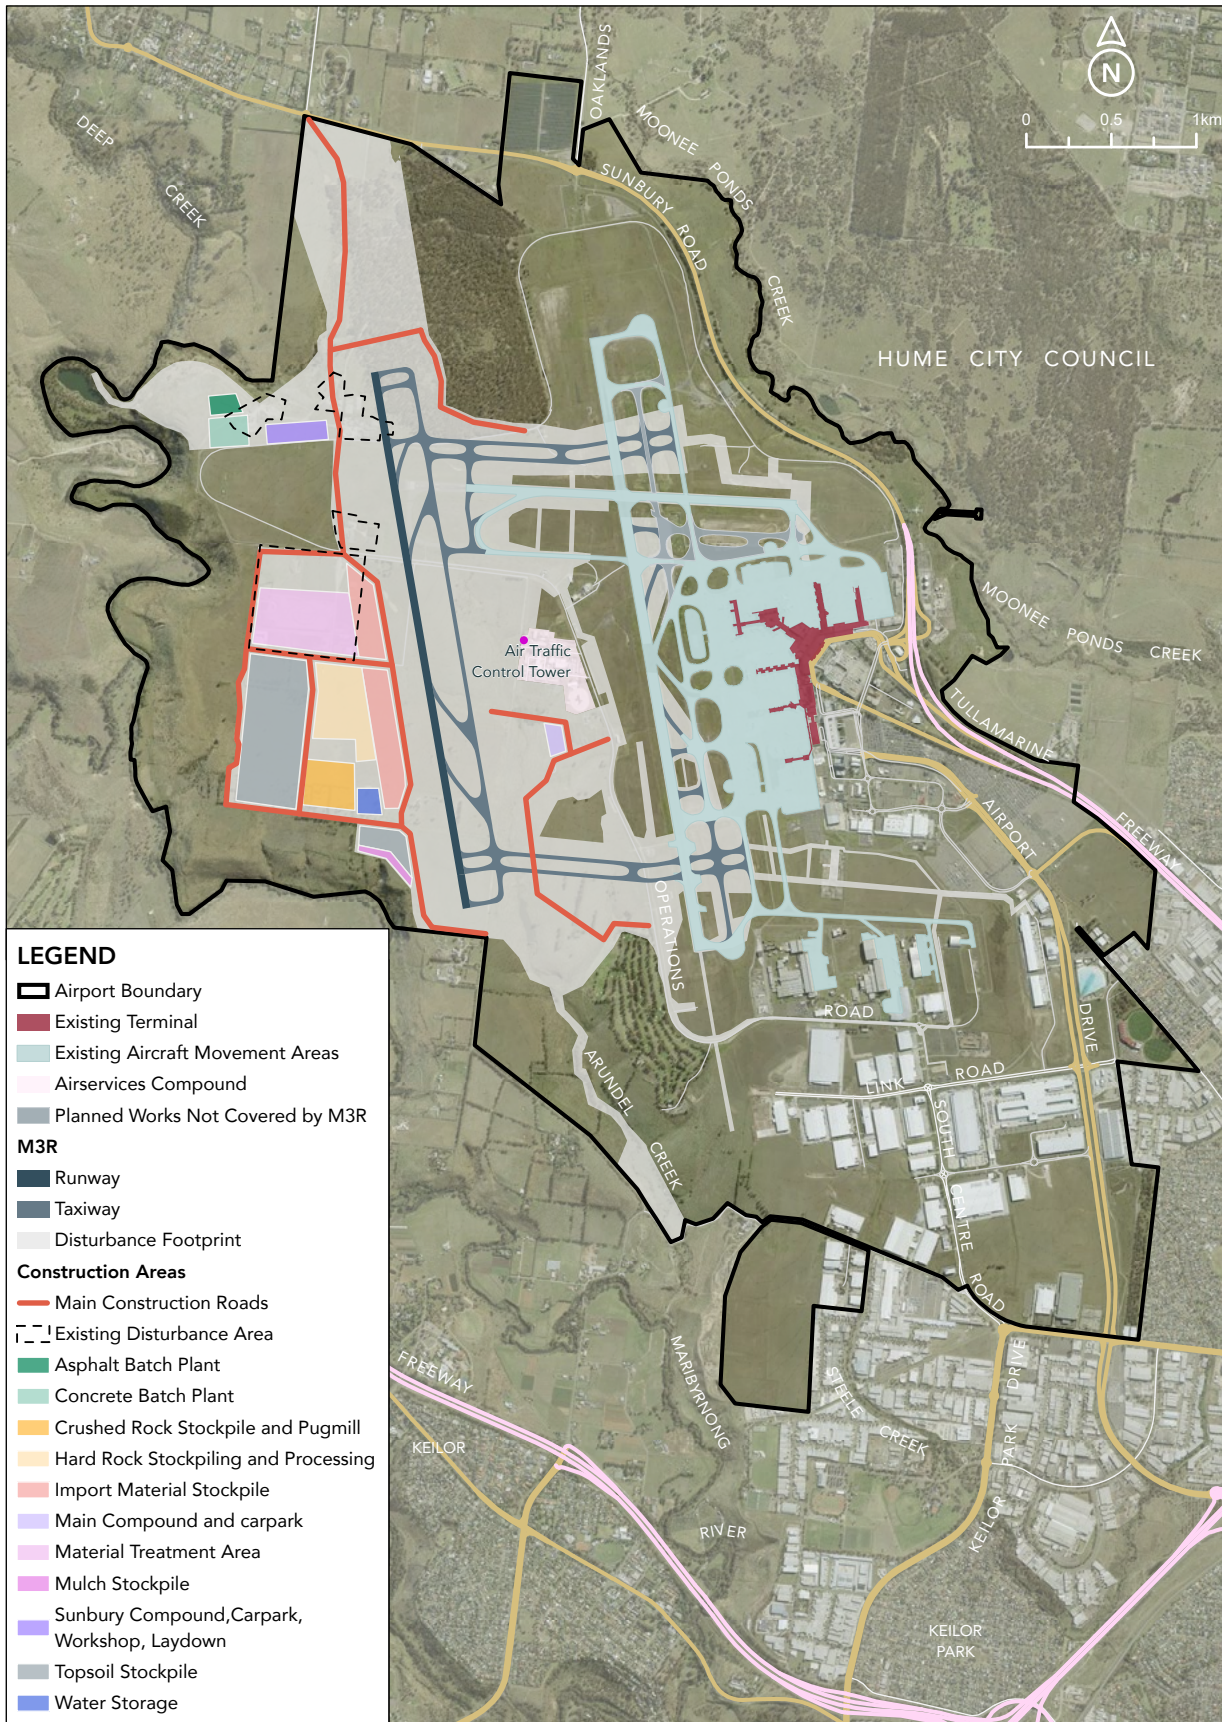 N
0 0.5 1km
OAKLANDS
MOONEE PONDS
CREEK
SUNBURY ROAD
DEEP
CREEK
HUME CITY COUNCIL
MOONEE PONDS CREEK
Air Traffic
Control Tower
TULLAMARINE
FREEWAY
AIRPORT
DRIVE
OPERATIONS
ROAD
LINK ROAD
SOUTH
CENTRE
ROAD
ARUNDEL
CREEK
MARIBYRNONG
RIVER
STEELE
CREEK
KEILOR PARK DRIVE
FREEWAY
KEILOR
KEILOR
PARK
LEGEND
Airport Boundary
Existing Terminal
Existing Aircraft Movement Areas
Airservices Compound
Planned Works Not Covered by M3R
M3R
Runway
Taxiway
Disturbance Footprint
Construction Areas
Main Construction Roads
Existing Disturbance Area
Asphalt Batch Plant
Concrete Batch Plant
Crushed Rock Stockpile and Pugmill
Hard Rock Stockpiling and Processing
Import Material Stockpile
Main Compound and carpark
Material Treatment Area
Mulch Stockpile
Sunbury Compound,Carpark,
Workshop, Laydown
Topsoil Stockpile
Water Storage